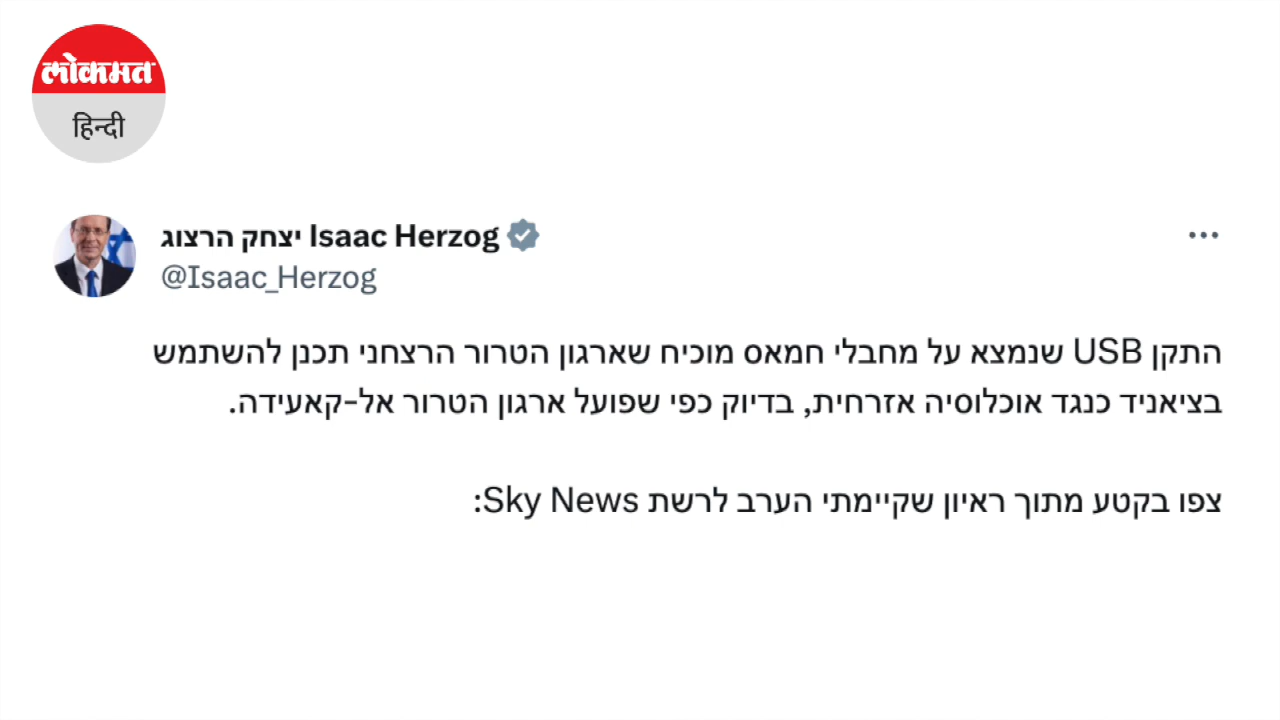 लोकमत
हिन्दी
יצחק הרצוג Isaac Herzog
@Isaac_Herzog
התקן USB שנמצא על מחבלי חמאס מוכיח שארגון הטרור הרצחני תכנן להשתמש
בציאניד כנגד אוכלוסיה אזרחית, בדיוק כפי שפועל ארגון הטרור אל-קאעידה.
צפו בקטע מתוך ראיון שקיימתי הערב לרשת Sky News: